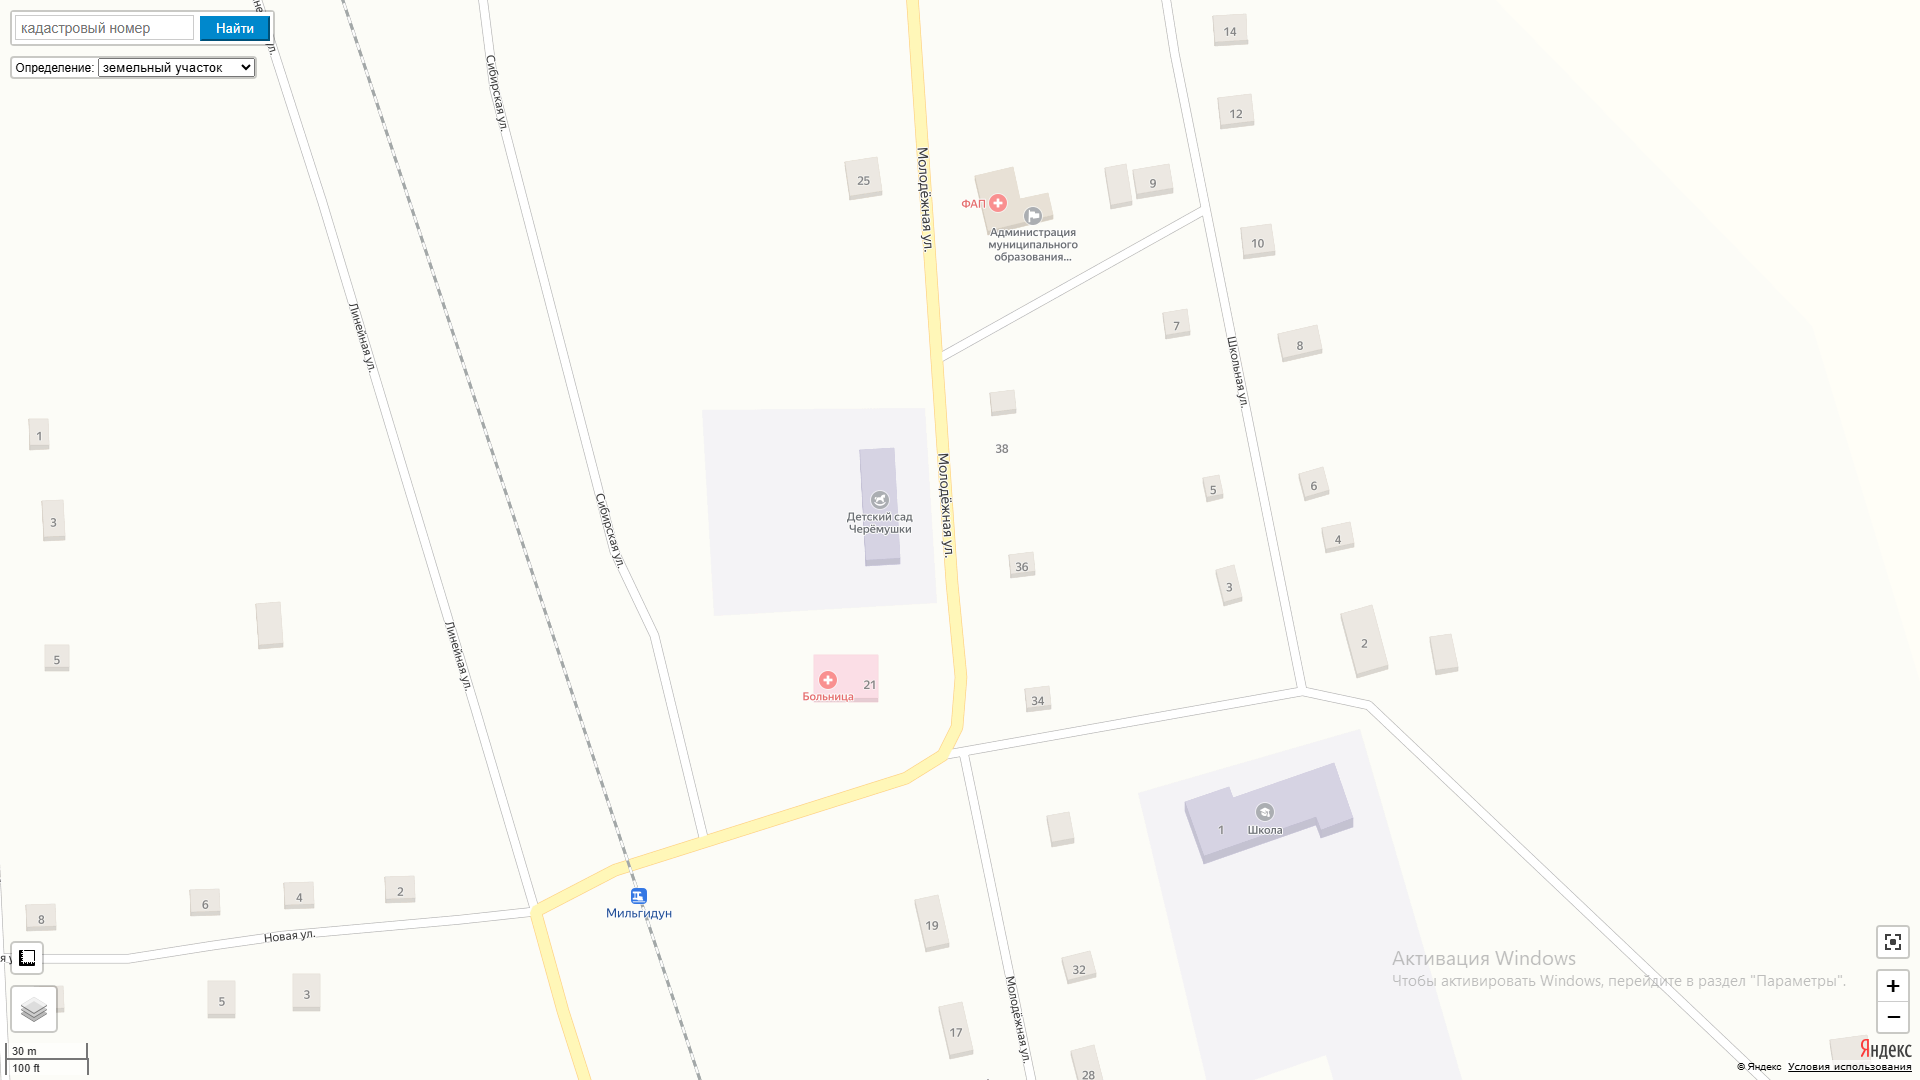 кадастровый номер
Найти
Определение: земельный участок
14
Сибирская ул.
12
Молодёжная ул.
25
9
ФАП
Администрация
муниципального
образования...
10
Линейная ул.
7
8
Школьная ул.
1
38
Молодёжная ул.
5
6
Детский сад
Черёмушки
3
Сибирская ул.
4
36
3
2
5
Линейная ул.
21
Больница
34
1
Школа
2
4
6
8
Мильгидун
19
Новая ул.
32
5
3
Молодёжная ул.
17
28
Активация Windows
Чтобы активировать Windows, перейдите в раздел "Параметры".
+
−
30 m
100 ft
Яндекс
© Яндекс Условия использования